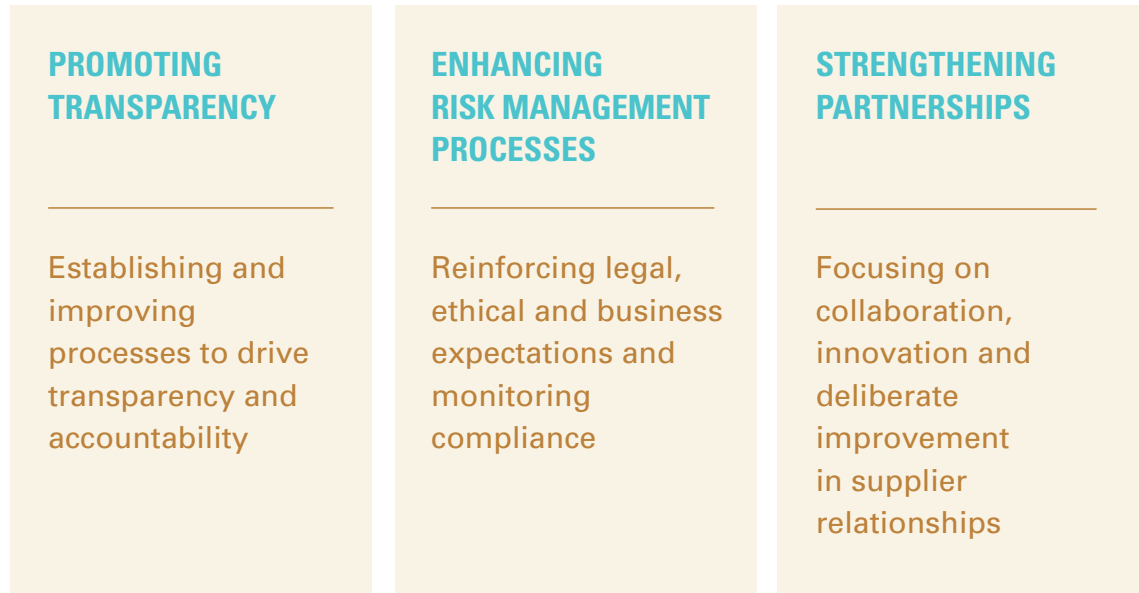 PROMOTING
TRANSPARENCY
Establishing and
improving
processes to drive
transparency and
accountability
ENHANCING
RISK MANAGEMENT
PROCESSES
Reinforcing legal,
ethical and business
expectations and
monitoring
compliance
STRENGTHENING
PARTNERSHIPS
Focusing on
collaboration,
innovation and
deliberate
improvement
in supplier
relationships